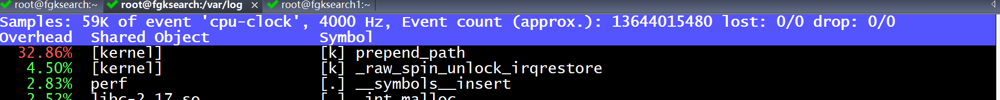 root@fgksearch:~ root@fgksearch:/var/log × root@fgksearch1:~
Samples: 59K of event 'cpu-clock', 4000 Hz, Event count (approx.): 13644015480 lost: 0/0 drop: 0/0
Overhead Shared Object Symbol
32.86% [kernel] [k] prepend_path
4.50% [kernel] [k] _raw_spin_unlock_irqrestore
2.83% perf [.] __symbols__insert
2.52% libc-2.17.so [.] _int_malloc